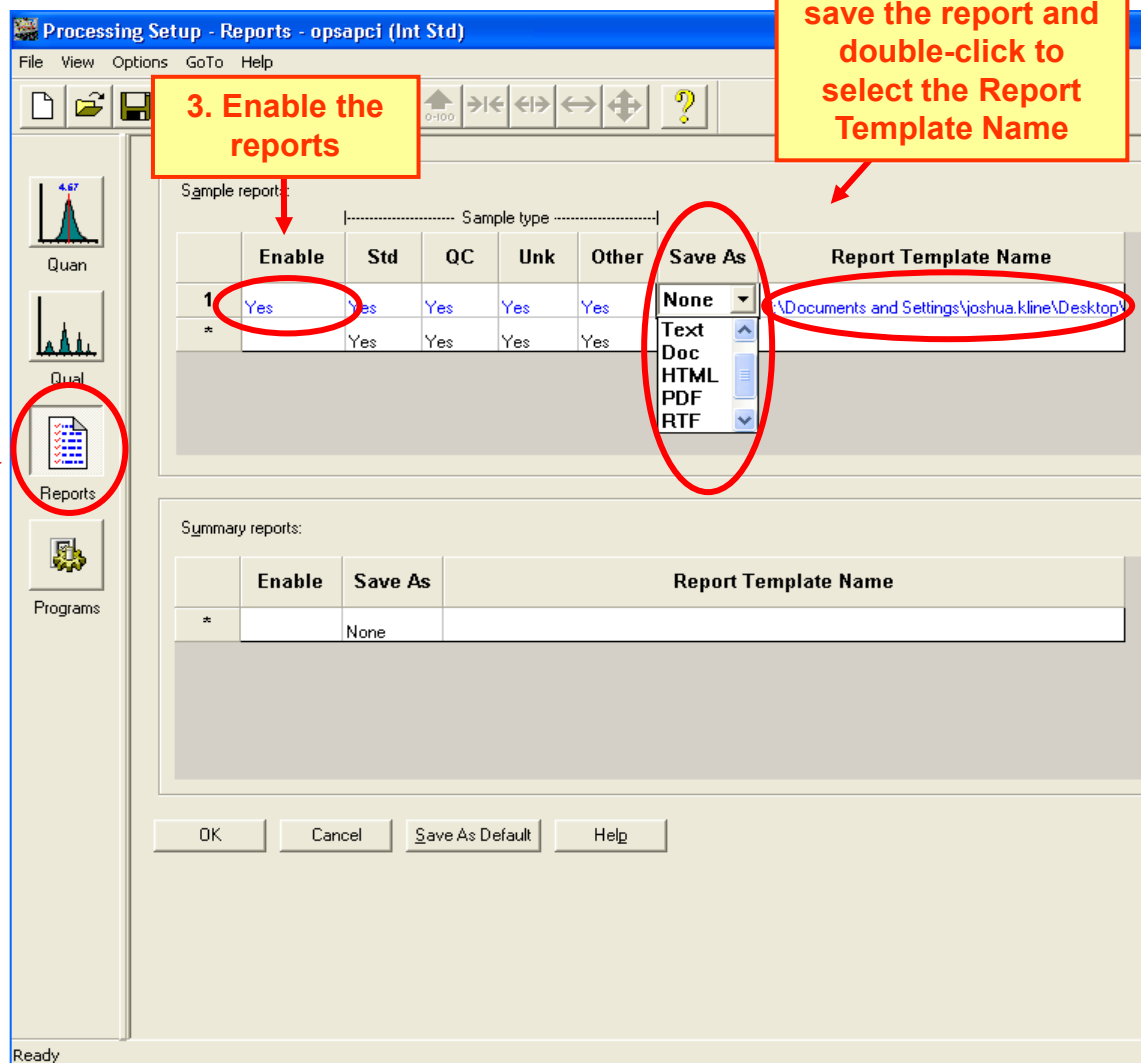 save the report and
double-click to
select the Report
Template Name
Processing Setup - Reports - opsapci (Int Std)
File View Options GoTo Help
3. Enable the
reports
0-100
?
Sample reports:
|---------------------- Sample type --------------------|
Enable Std QC Unk Other Save As Report Template Name
1 Yes Yes Yes Yes Yes None :\Documents and Settings\joshua.kline\Desktop\
* Yes Yes Yes Yes
Text
Doc
HTML
PDF
RTF
4.67
Quan
Qual
Reports
Programs
Summary reports:
Enable Save As Report Template Name
* None
OK Cancel Save As Default Help
Ready